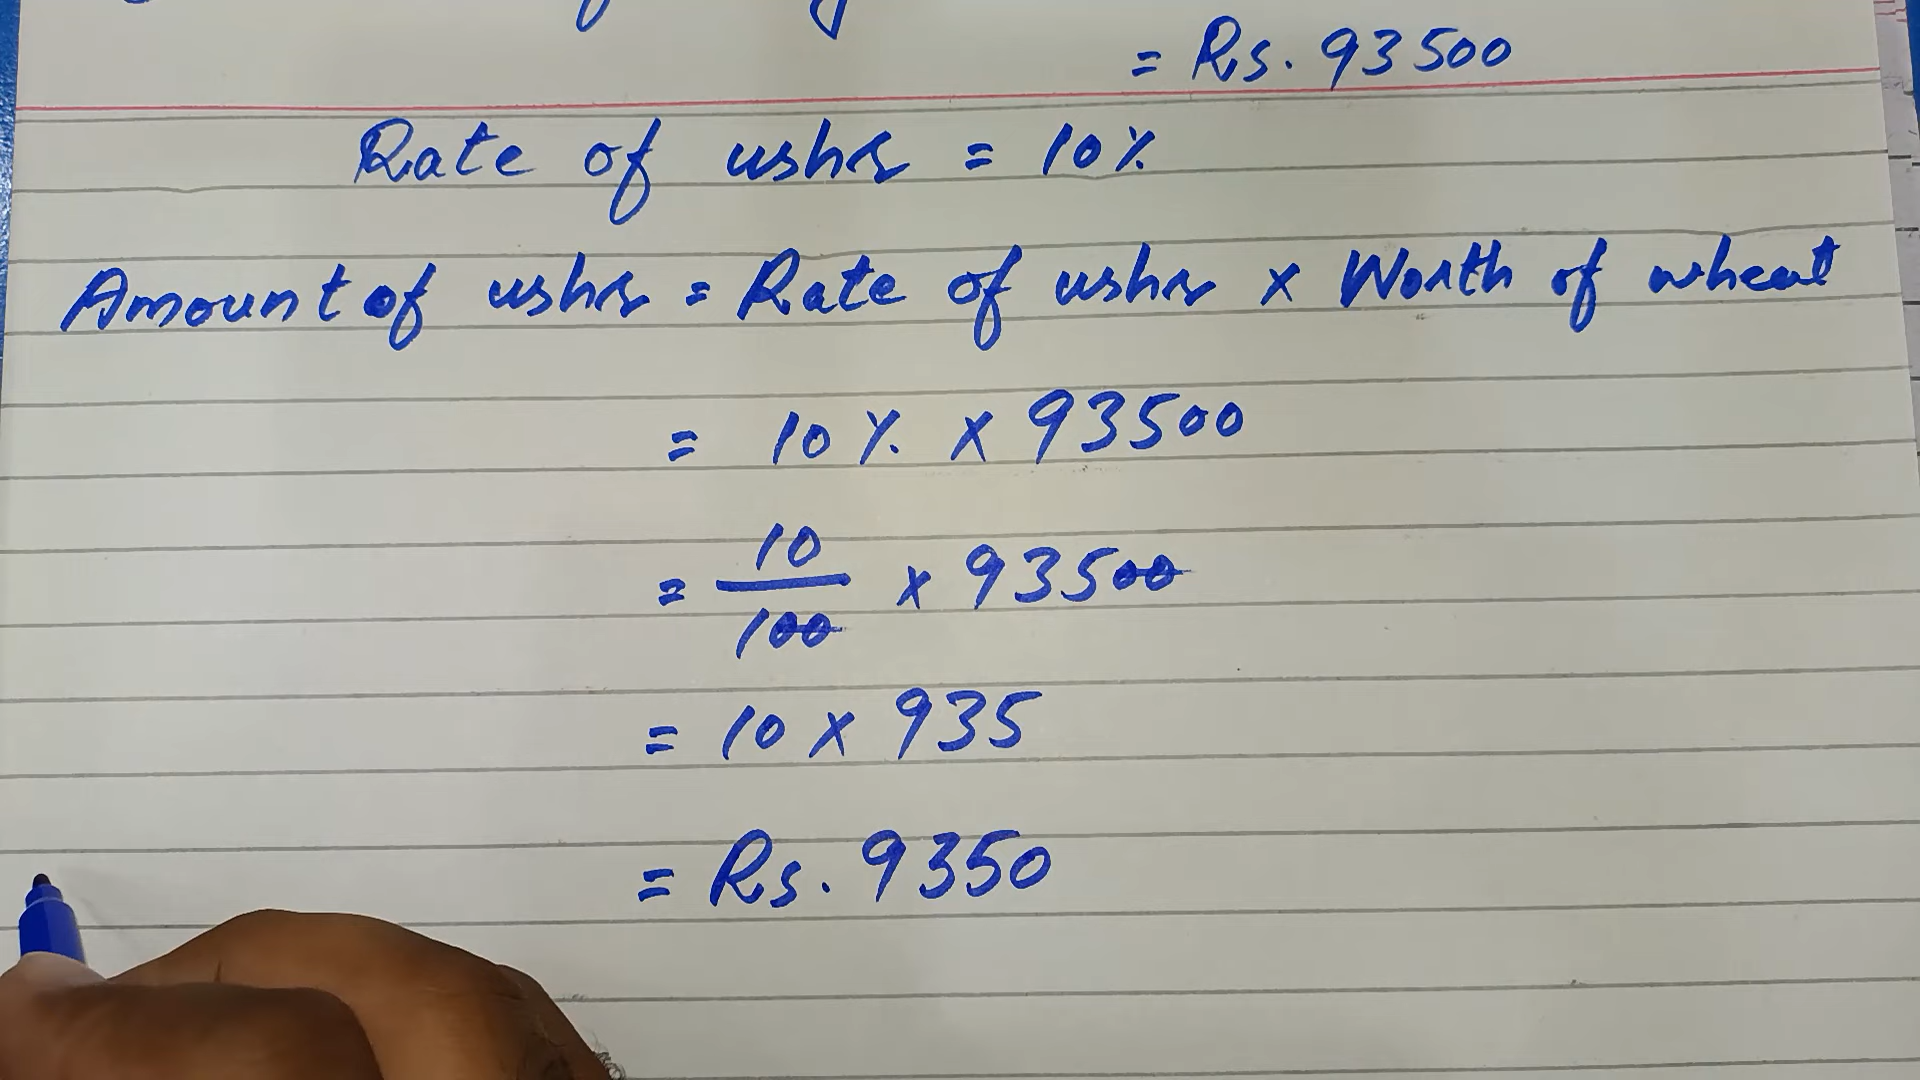 = Rs. 93500
Rate of ushr = 10%
Amount of ushr = Rate of ushr x Worth of wheat
= 10% x 93500
= 10/100 x 93500
= 10 x 935
= Rs. 9350